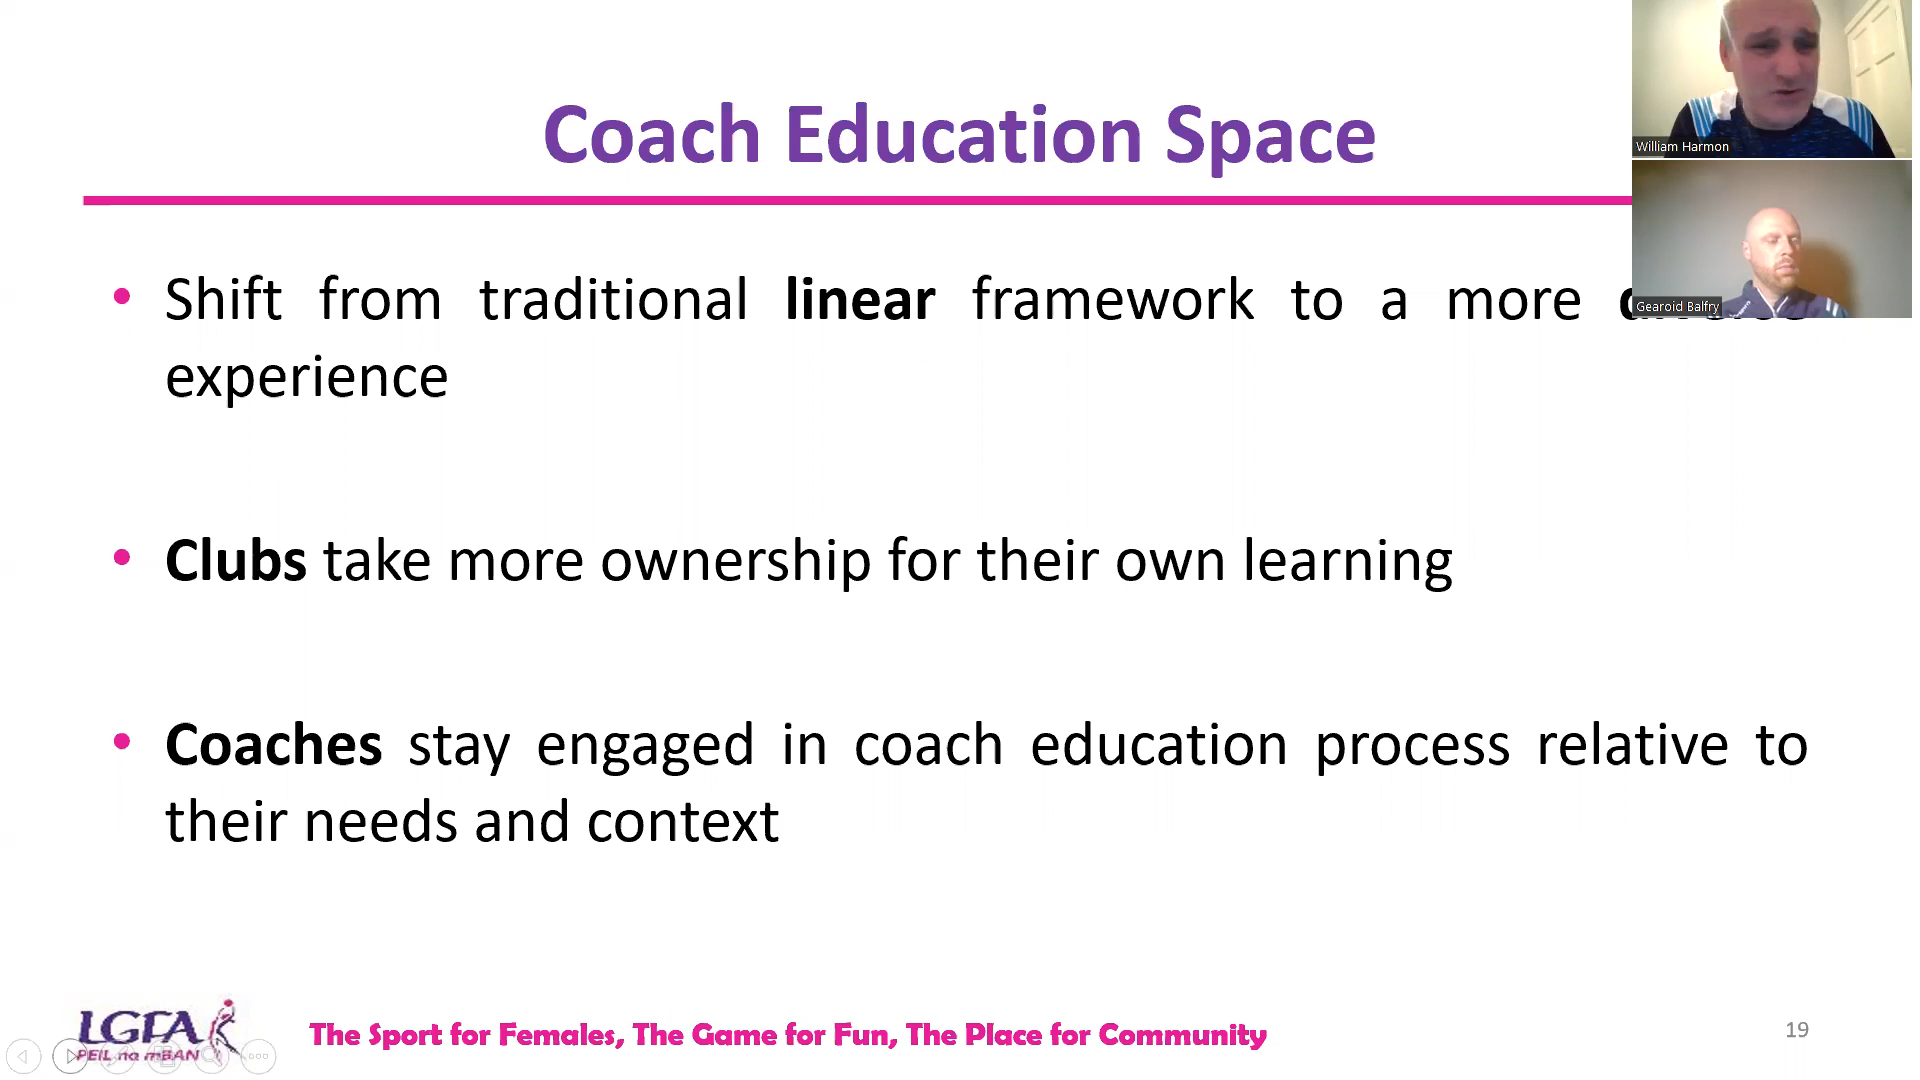 Coach Education Space
William Harmon
Gearoid Balfry
• Shift from traditional linear framework to a more
experience
• Clubs take more ownership for their own learning
• Coaches stay engaged in coach education process relative to
their needs and context
LGFA
PEIL na mBAN
The Sport for Females, The Game for Fun, The Place for Community
19